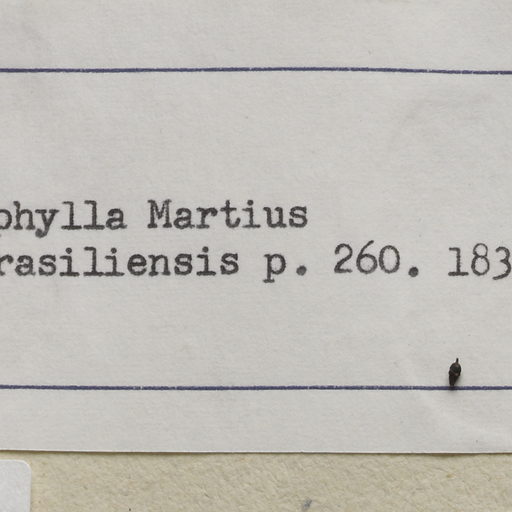 phylla Martius
rasiliensis p. 260. 183